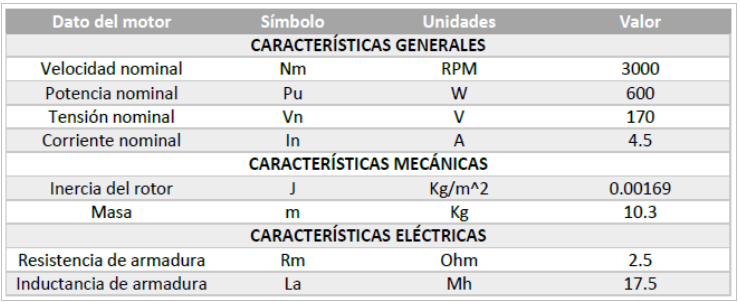 Dato del motor Símbolo Unidades Valor
CARACTERÍSTICAS GENERALES
Velocidad nominal Nm RPM 3000
Potencia nominal Pu W 600
Tensión nominal Vn V 170
Corriente nominal In A 4.5
CARACTERÍSTICAS MECÁNICAS
Inercia del rotor J Kg/m^2 0.00169
Masa m Kg 10.3
CARACTERÍSTICAS ELÉCTRICAS
Resistencia de armadura Rm Ohm 2.5
Inductancia de armadura La Mh 17.5